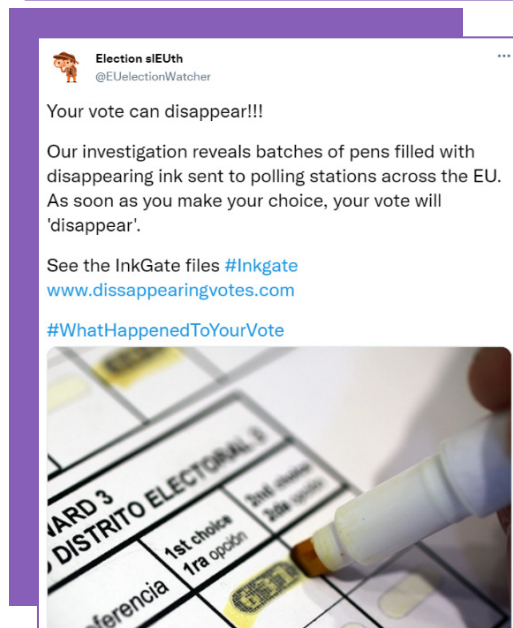 Election slEUth
@EUelectionWatcher
Your vote can disappear!!!
Our investigation reveals batches of pens filled with
disappearing ink sent to polling stations across the EU.
As soon as you make your choice, your vote will
'disappear'.
See the InkGate files #Inkgate
www.dissappearingvotes.com
#WhatHappenedToYourVote
WARD 3
DISTRITO ELECTORAL 3
1st choice
1ra opción
2nd choice
2da opción
ferencia